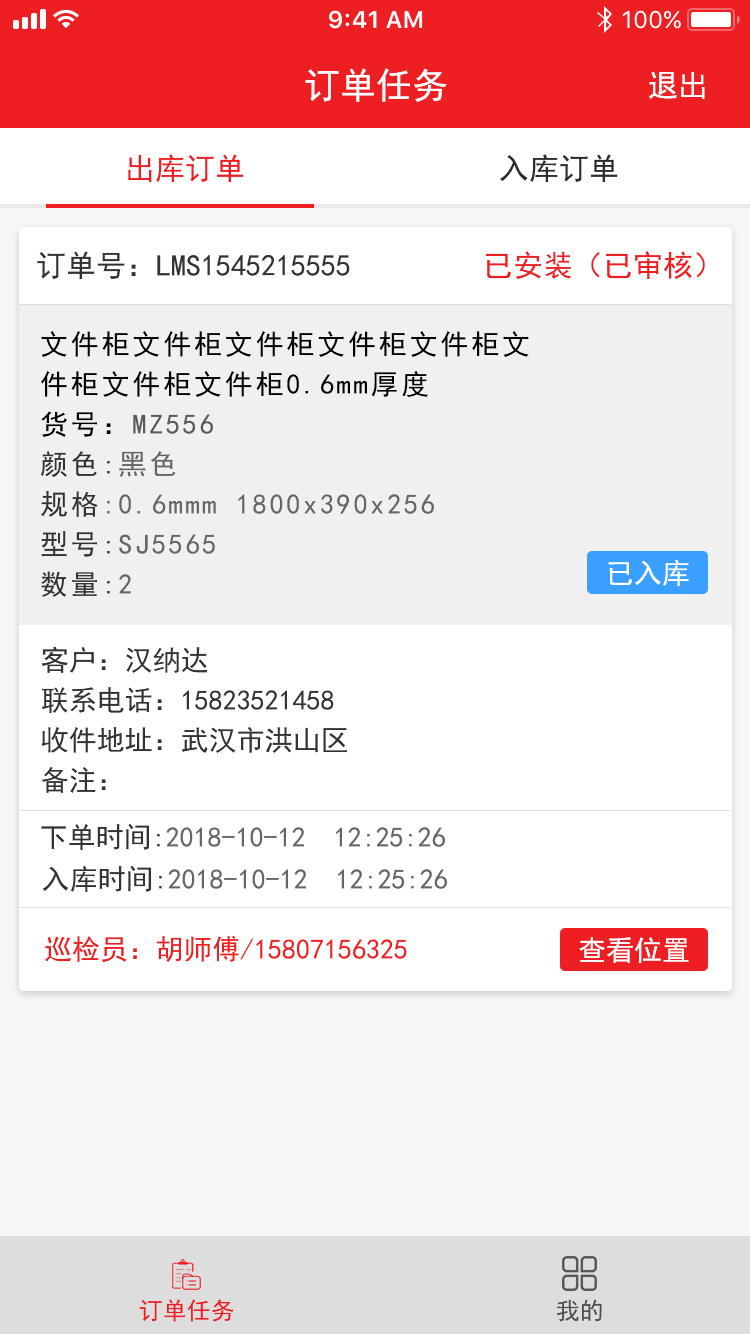 9:41 AM 100%
订单任务 退出
出库订单 入库订单
订单号：LMS1545215555 已安装（已审核）
文件柜文件柜文件柜文件柜文件柜文
件柜文件柜文件柜0.6mm厚度
货号：MZ556
颜色:黑色
规格:0.6mmm 1800x390x256
型号:SJ5565
数量:2
已入库
客户：汉纳达
联系电话：15823521458
收件地址：武汉市洪山区
备注：
下单时间:2018-10-12 12:25:26
入库时间:2018-10-12 12:25:26
巡检员：胡师傅/15807156325 查看位置
订单任务 我的